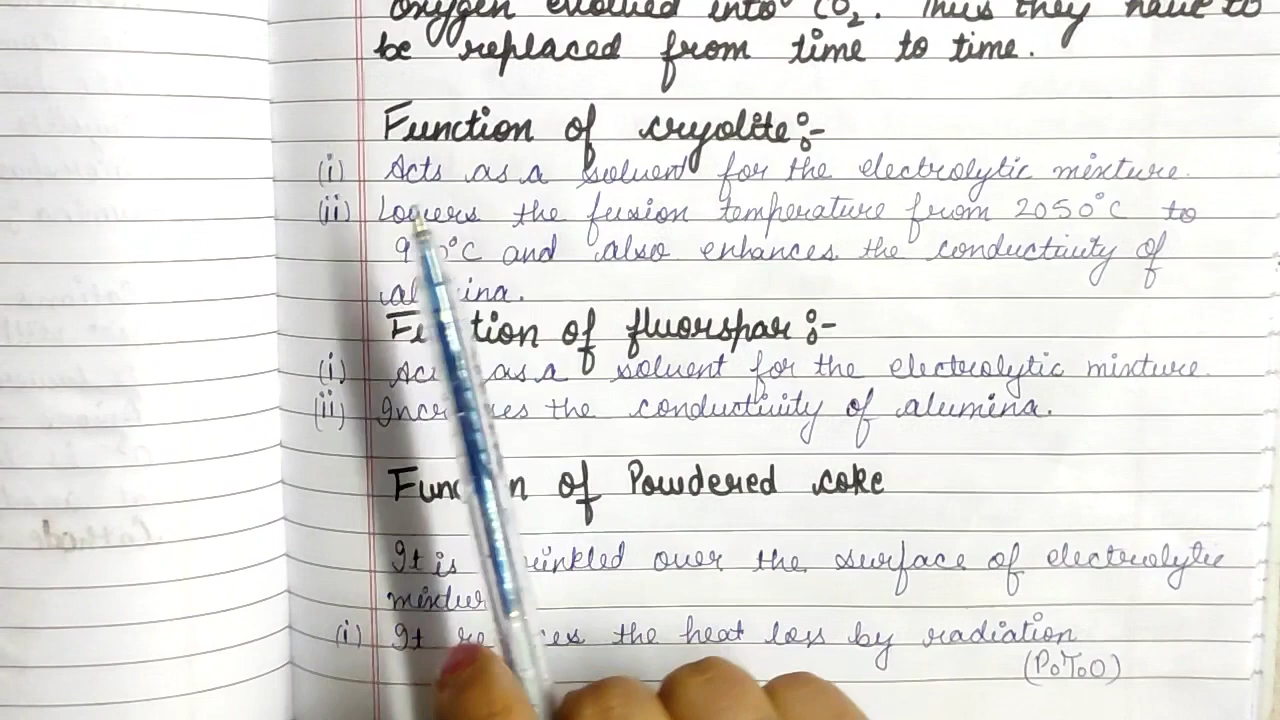 oxygen evolved into CO2. Thus they have to
be replaced from time to time.
Function of cryolite:-
(i) Acts as a solvent for the electrolytic mixture.
(ii) Lowers the fusion temperature from 2050°C to
°C and also enhances the conductivity of
Function of fluorspar:-
(i) as a solvent for the electrolytic mixture.
(ii) the conductivity of alumina.
Function of Powdered coke
It is over the surface of electrolytic
(i) It the heat loss by radiation
(P.T.O)